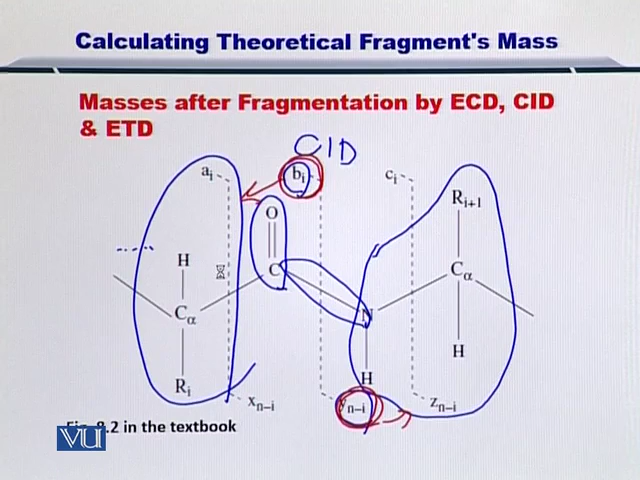 Calculating Theoretical Fragment's Mass
Masses after Fragmentation by ECD, CID
& ETD
CID
aᵢ bᵢ cᵢ
O Rᵢ₊₁
H C Cα
Cα N
H
Rᵢ H
xₙ₋ᵢ yₙ₋ᵢ zₙ₋ᵢ
8.2 in the textbook
VU